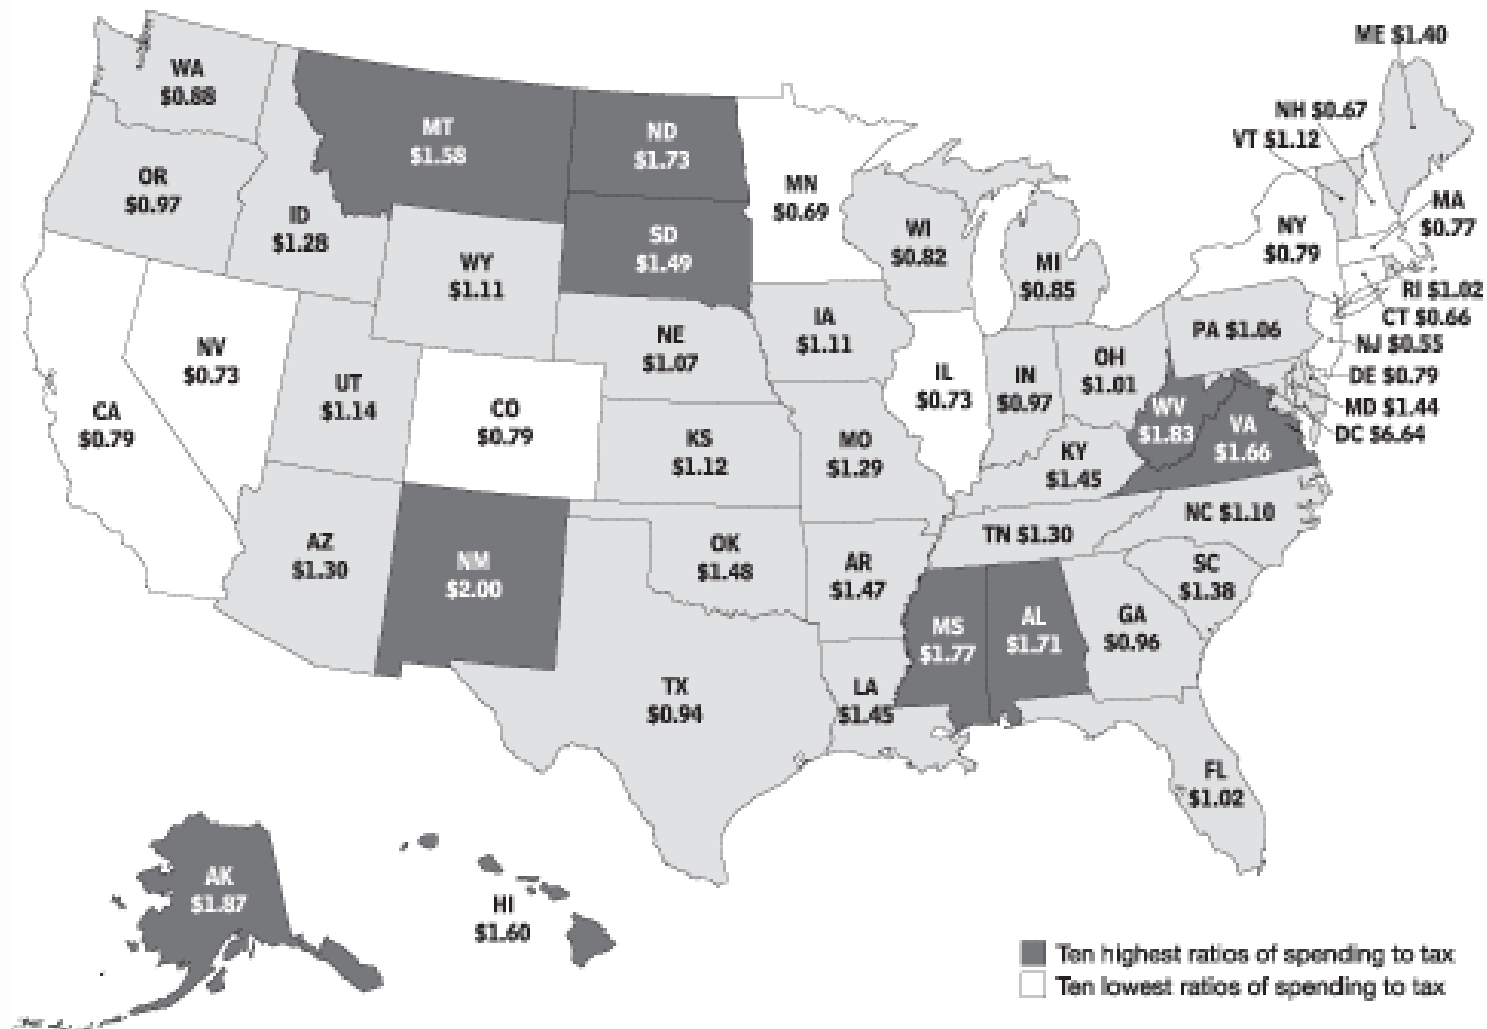 ME $1.40
WA
$0.88
NH $0.67
VT $1.12
MT
$1.58
ND
$1.73
OR
$0.97
MN
$0.69
MA
$0.77
ID
$1.28
SD
$1.49
WI
$0.82
NY
$0.79
WY
$1.11
MI
$0.85
RI $1.02
CT $0.66
NJ $0.55
DE $0.79
MD $1.44
DC $6.64
IA
$1.11
PA $1.06
NE
$1.07
NV
$0.73
OH
$1.01
UT
$1.14
IL
$0.73
IN
$0.97
CA
$0.79
CO
$0.79
WV
$1.83
VA
$1.66
KS
$1.12
MO
$1.29
KY
$1.45
NC $1.10
TN $1.30
AZ
$1.30
NM
$2.00
OK
$1.48
AR
$1.47
SC
$1.38
MS
$1.77
AL
$1.71
GA
$0.96
TX
$0.94
LA
$1.45
FL
$1.02
AK
$1.87
HI
$1.60
Ten highest ratios of spending to tax
Ten lowest ratios of spending to tax